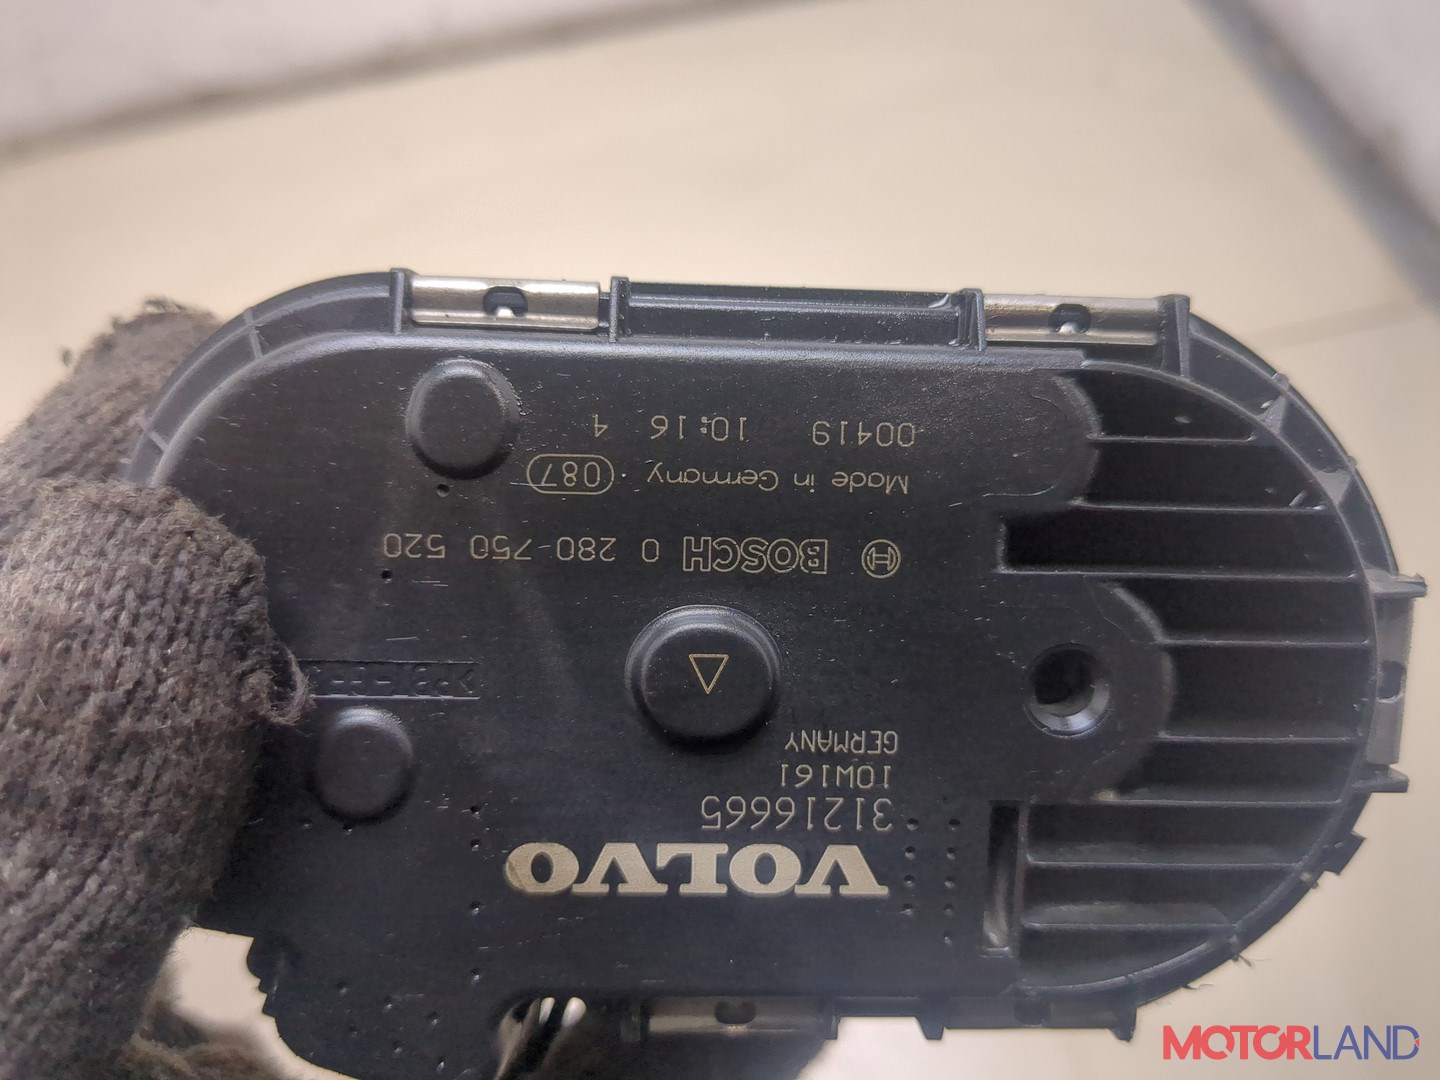 VOLVO
31216665
10W161
GERMANY
BOSCH 0 280 750 520
Made in Germany 087
00419 10:16 4
MOTORLAND